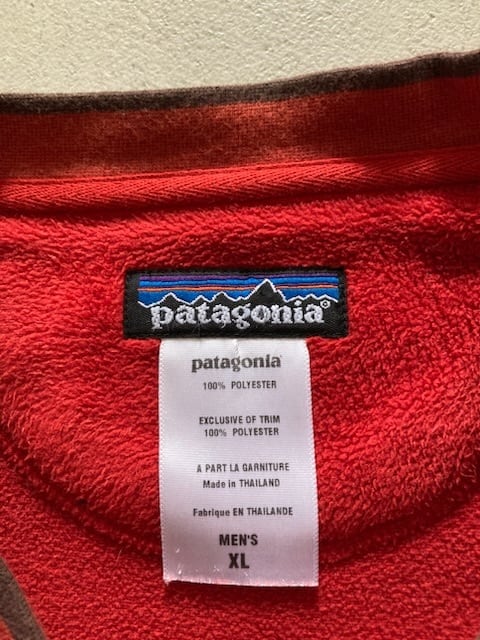 patagonia®
patagonia®
100% POLYESTER
EXCLUSIVE OF TRIM
100% POLYESTER
A PART LA GARNITURE
Made in THAILAND
Fabrique EN THAILANDE
MEN'S
XL